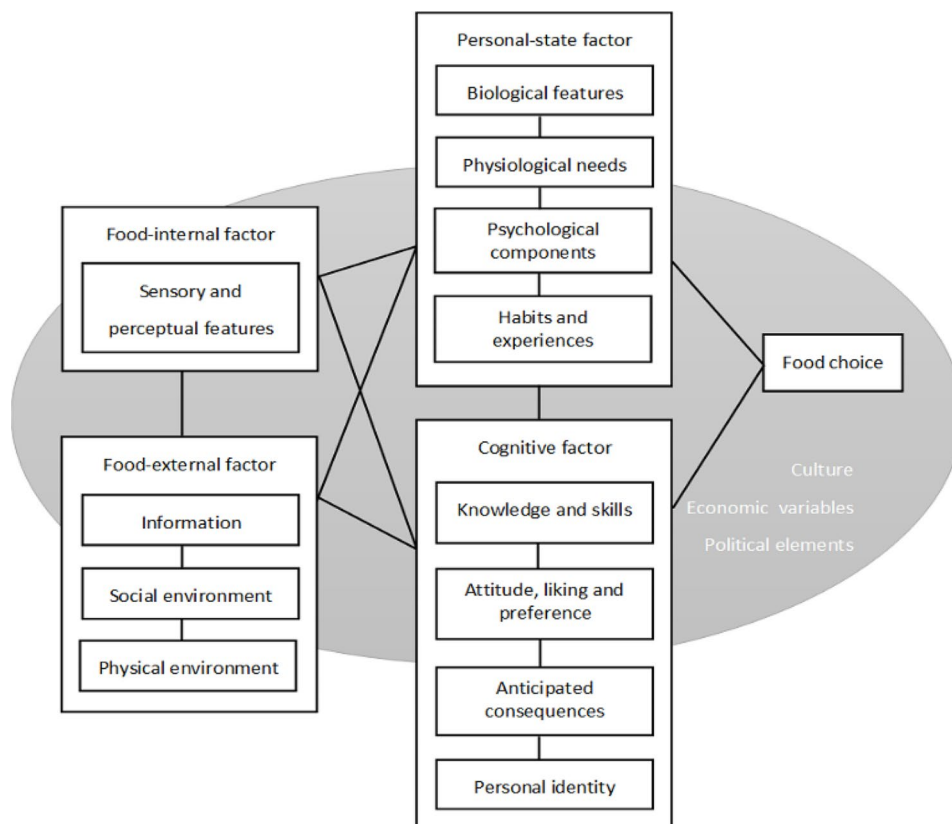 Personal-state factor
Biological features
Physiological needs
Psychological
components
Habits and
experiences
Food-internal factor
Sensory and
perceptual features
Food-external factor
Information
Social environment
Physical environment
Cognitive factor
Knowledge and skills
Attitude, liking and
preference
Anticipated
consequences
Personal identity
Food choice
Culture
Economic variables
Political elements